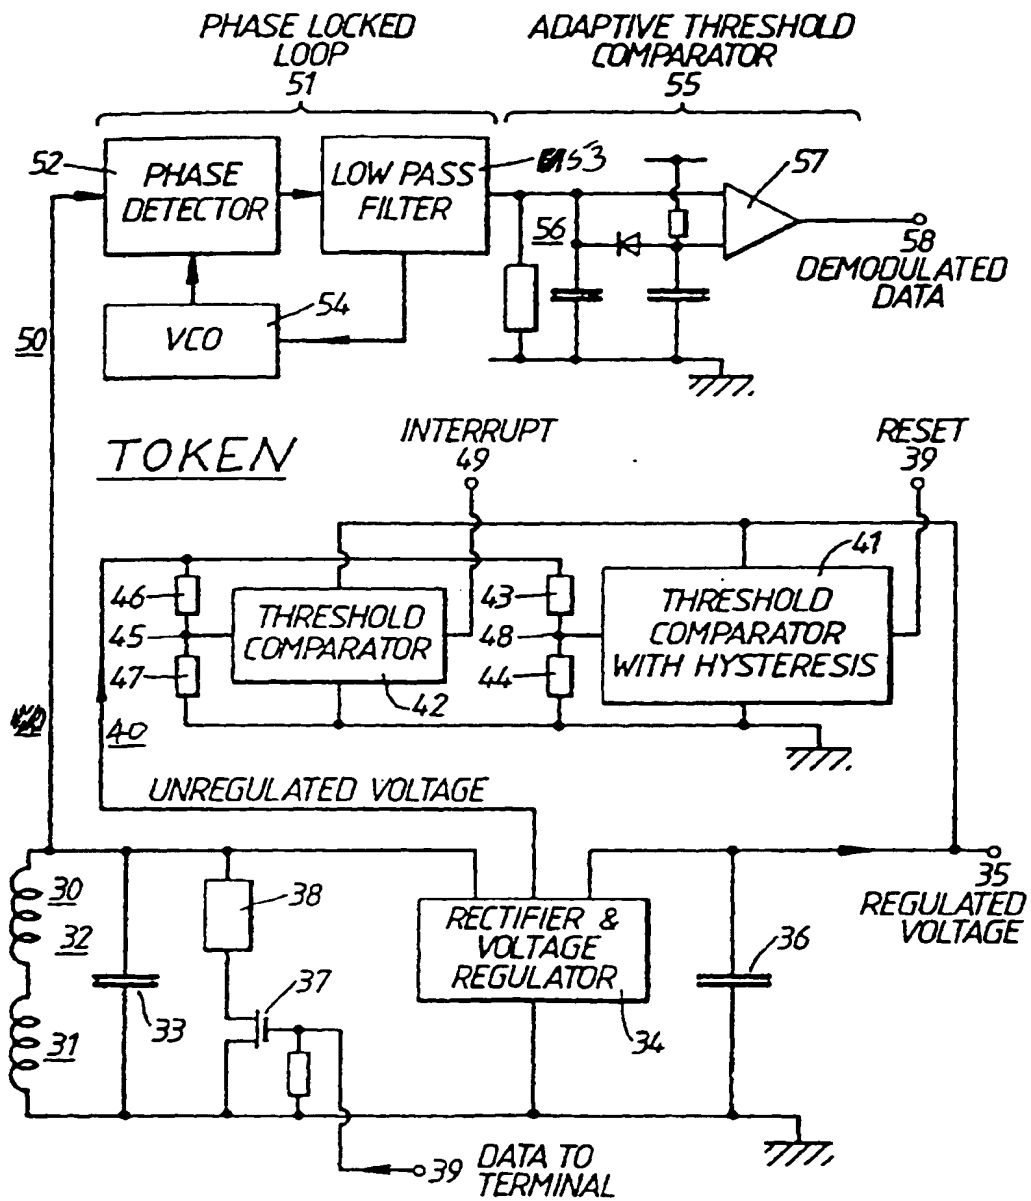 PHASE LOCKED
LOOP
51
ADAPTIVE THRESHOLD
COMPARATOR
55
52
PHASE
DETECTOR
LOW PASS
FILTER
53
57
56
58
DEMODULATED
DATA
54
VCO
50
TOKEN
INTERRUPT
49
RESET
39
46
45
47
THRESHOLD
COMPARATOR
42
43
48
44
41
THRESHOLD
COMPARATOR
WITH HYSTERESIS
40
UNREGULATED VOLTAGE
30
32
31
33
38
37
RECTIFIER &
VOLTAGE
REGULATOR
34
36
35
REGULATED
VOLTAGE
39 DATA TO
TERMINAL